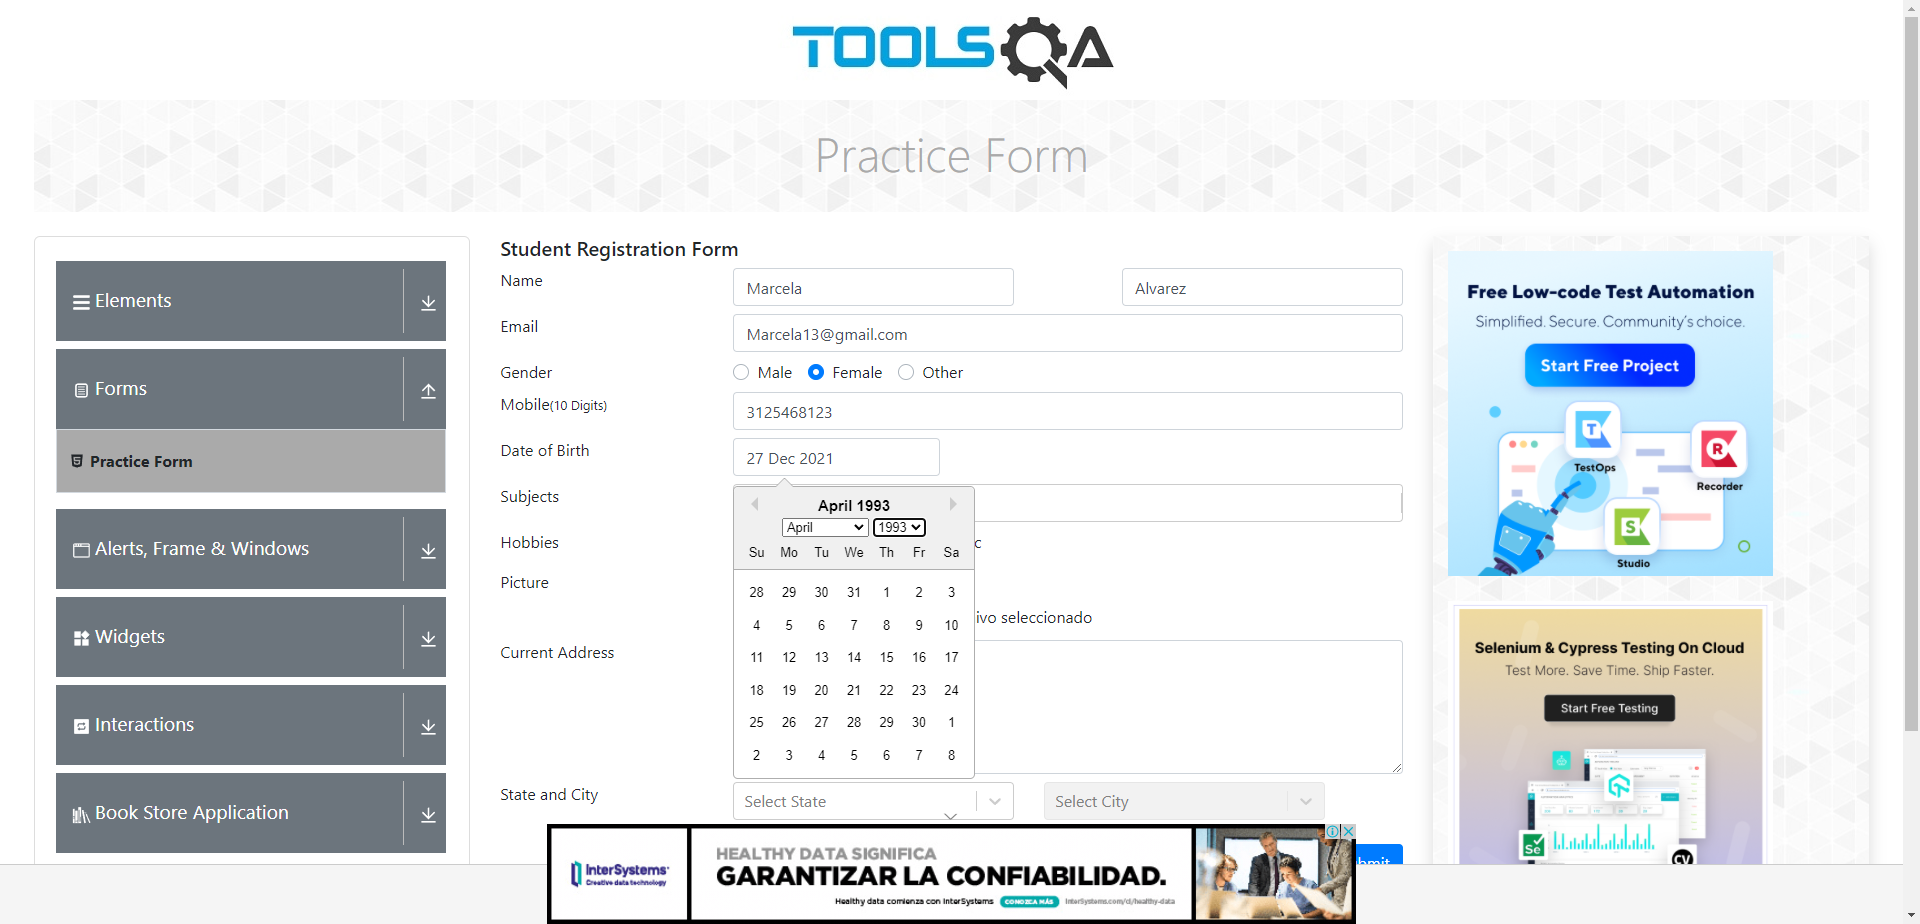 TOOLSQA
Practice Form
Elements
Forms
Practice Form
Alerts, Frame & Windows
Widgets
Interactions
Book Store Application
Student Registration Form
Name
Marcela
Alvarez
Email
Marcela13@gmail.com
Gender
Male
Female
Other
Mobile(10 Digits)
3125468123
Date of Birth
27 Dec 2021
Subjects
April 1993
April
1993
Su Mo Tu We Th Fr Sa
28 29 30 31 1 2 3
4 5 6 7 8 9 10
11 12 13 14 15 16 17
18 19 20 21 22 23 24
25 26 27 28 29 30 1
2 3 4 5 6 7 8
Hobbies
c
Picture
ivo seleccionado
Current Address
State and City
Select State
Select City
bmit
Free Low-code Test Automation
Simplified. Secure. Community's choice.
Start Free Project
T
TestOps
R
Recorder
S
Studio
Selenium & Cypress Testing On Cloud
Test More. Save Time. Ship Faster.
Start Free Testing
Se
CY
InterSystems
Creative data technology
HEALTHY DATA SIGNIFICA
GARANTIZAR LA CONFIABILIDAD.
Healthy data comienza con InterSystems
CONOZCA MÁS
InterSystems.com/cl/healthy-data